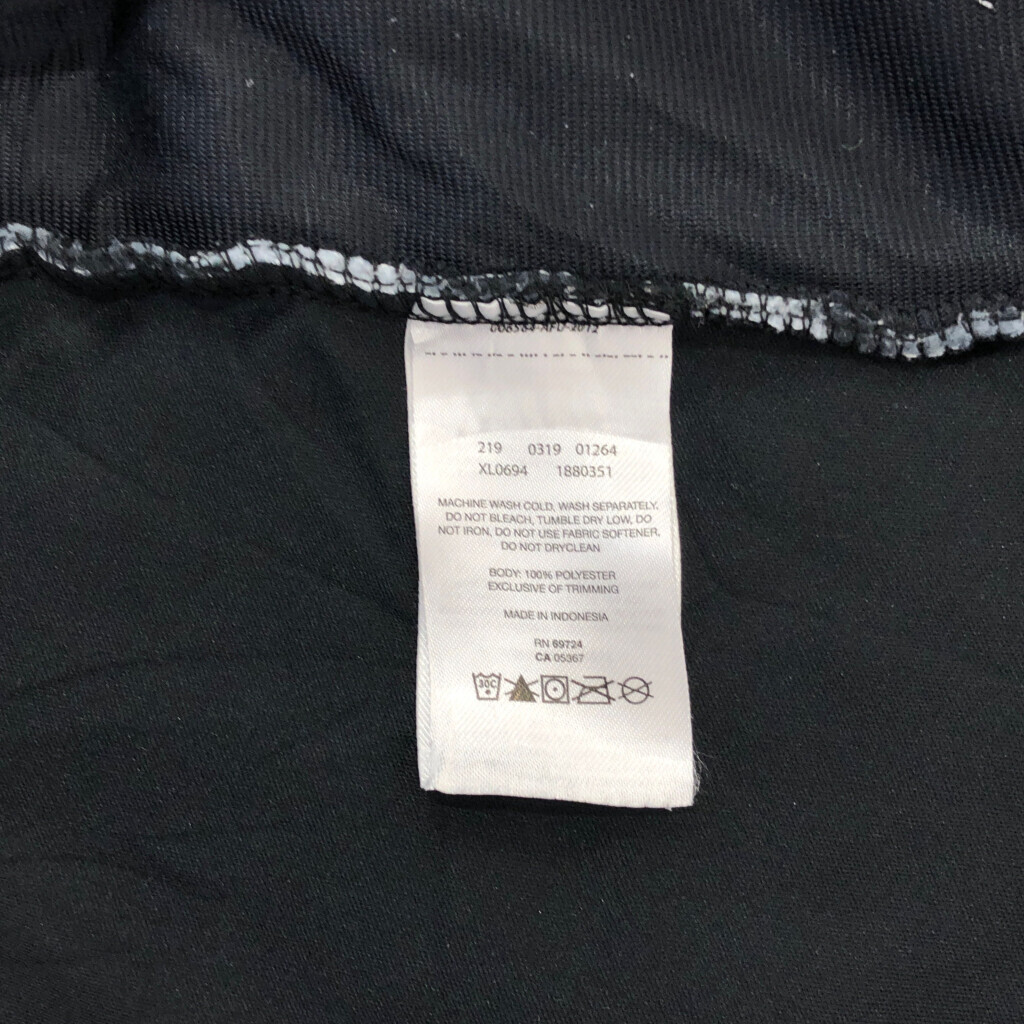 219 0319 01264
XL0694 1880351
MACHINE WASH COLD, WASH SEPARATELY,
DO NOT BLEACH, TUMBLE DRY LOW, DO
NOT IRON, DO NOT USE FABRIC SOFTENER,
DO NOT DRYCLEAN
BODY: 100% POLYESTER
EXCLUSIVE OF TRIMMING
MADE IN INDONESIA
RN 69724
CA 05367
30C